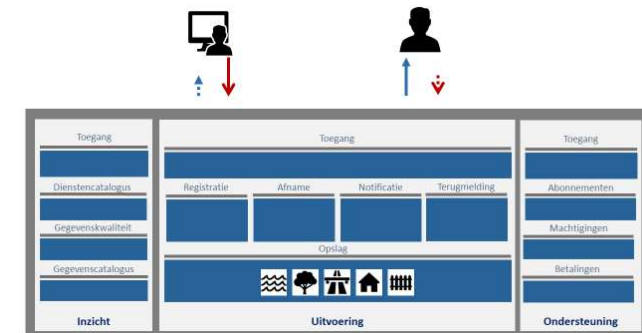 Toegang
Dienstencatalogus
Gegevenskwaliteit
Gegevenscatalogus
Inzicht
Toegang
Registratie Afname Notificatie Terugmelding
Opslag
Uitvoering
Toegang
Abonnementen
Machtigingen
Betalingen
Ondersteuning